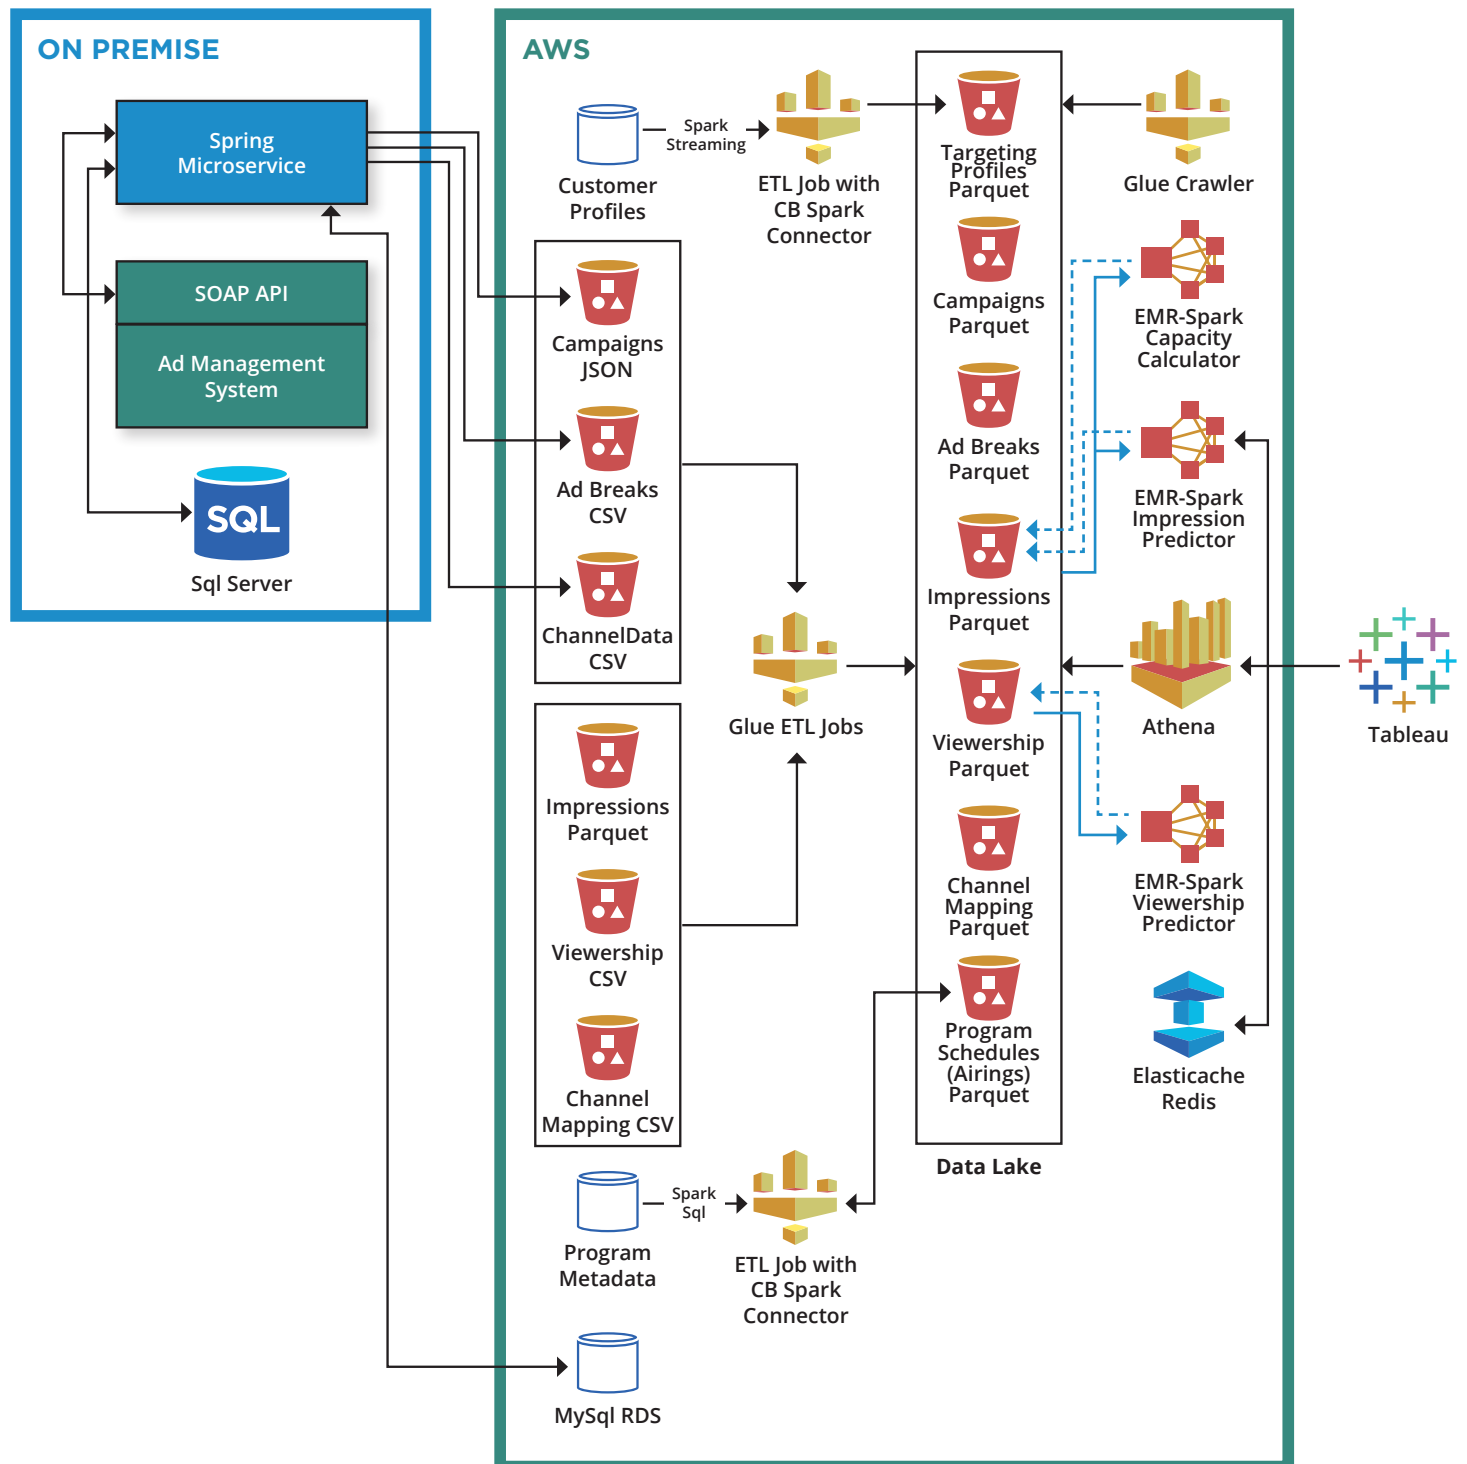 ON PREMISE
Spring
Microservice
SOAP API
Ad Management
System
SQL
Sql Server
AWS
Customer
Profiles
Spark
Streaming
ETL Job with
CB Spark
Connector
Targeting
Profiles
Parquet
Glue Crawler
Campaigns
JSON
Ad Breaks
CSV
ChannelData
CSV
Campaigns
Parquet
Ad Breaks
Parquet
Impressions
Parquet
EMR-Spark
Capacity
Calculator
EMR-Spark
Impression
Predictor
Glue ETL Jobs
Viewership
Parquet
Athena
Tableau
Impressions
Parquet
Viewership
CSV
Channel
Mapping CSV
Channel
Mapping
Parquet
EMR-Spark
Viewership
Predictor
Program
Schedules
(Airings)
Parquet
Elasticache
Redis
Data Lake
Program
Metadata
Spark
Sql
ETL Job with
CB Spark
Connector
MySql RDS